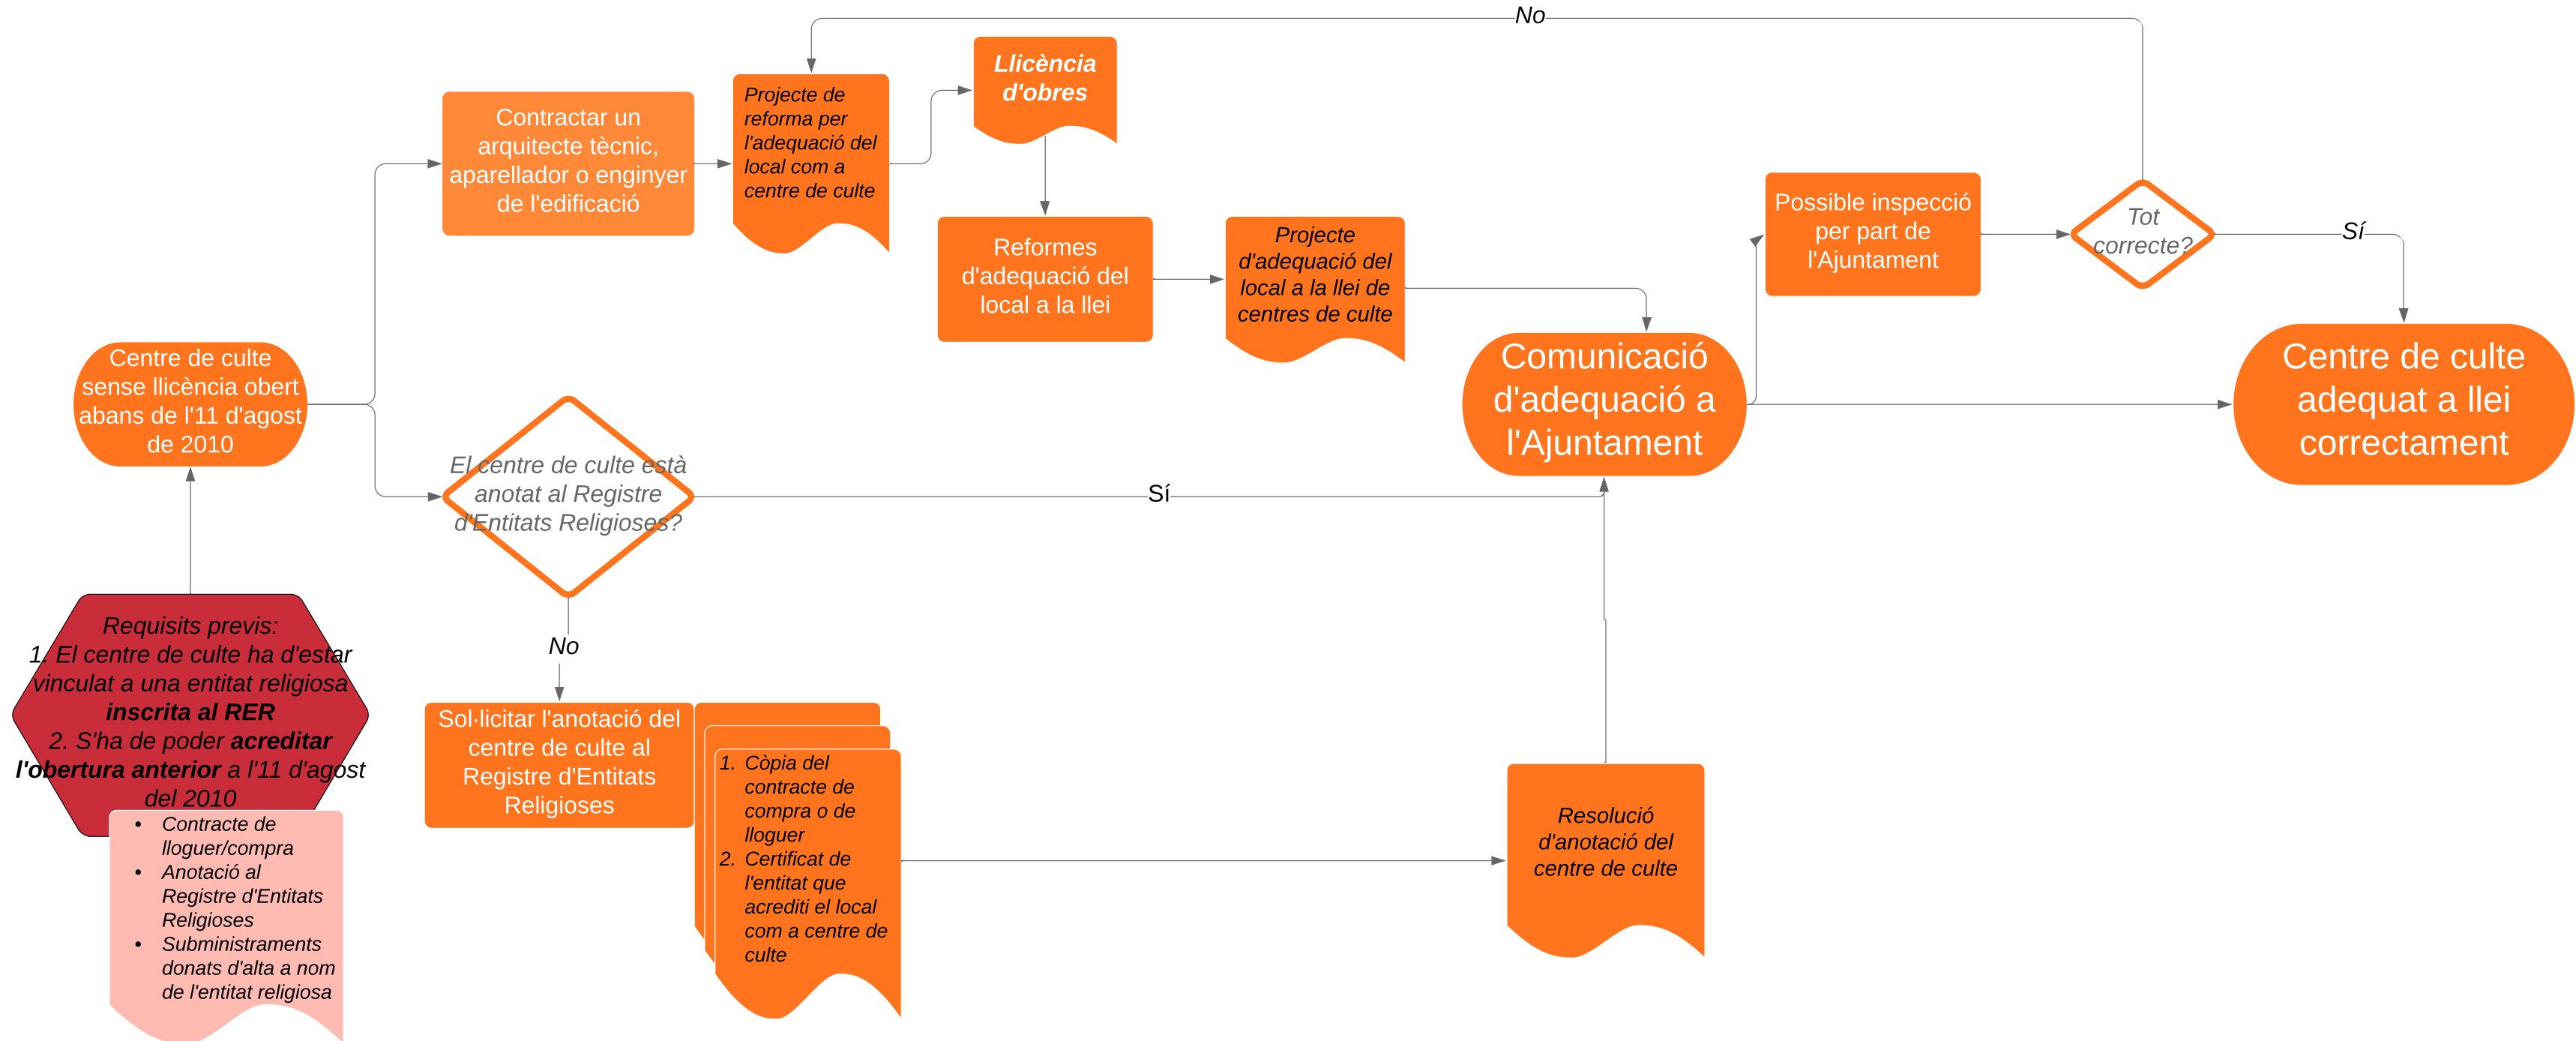 No
Llicència
d'obres
Projecte de
reforma per
l'adequació del
local com a
centre de culte
Contractar un
arquitecte tècnic,
aparellador o enginyer
de l'edificació
Possible inspecció
per part de
l'Ajuntament
Tot
correcte?
Sí
Reformes
d'adequació del
local a la llei
Projecte
d'adequació del
local a la llei de
centres de culte
Centre de culte
sense llicència obert
abans de l'11 d'agost
de 2010
Comunicació
d'adequació a
l'Ajuntament
Centre de culte
adequat a llei
correctament
El centre de culte està
anotat al Registre
d'Entitats Religioses?
Sí
No
Requisits previs:
1. El centre de culte ha d'estar
vinculat a una entitat religiosa
inscrita al RER
2. S'ha de poder acreditar
l'obertura anterior a l'11 d'agost
del 2010
• Contracte de
lloguer/compra
• Anotació al
Registre d'Entitats
Religioses
• Subministraments
donats d'alta a nom
de l'entitat religiosa
Sol·licitar l'anotació del
centre de culte al
Registre d'Entitats
Religioses
1. Còpia del
contracte de
compra o de
lloguer
2. Certificat de
l'entitat que
acrediti el local
com a centre de
culte
Resolució
d'anotació del
centre de culte